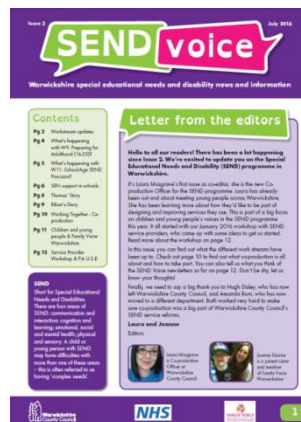 Issue 3
July 2016
SEND voice
Warwickshire special educational needs and disability news and information
Contents
Pg 2 Workstream updates
Pg 4 What's happening
with W9: Preparing for
Adulthood (16-25)?
Pg 5 What's happening with
W11: School-Age SEND
Provision?
Pg 6 SEN support in schools
Pg 8 Thomas' Story
Pg 9 Ethan's Story
Pg 10 Working Together - Co-
production
Pg 11 Children and young
people & Family Voice
Warwickshire
Pg 12 Service Provider
Workshop & P.A.U.S.E.
SEND
Short for Special Educational
Needs and Disabilities.
There are four areas of
SEND: communication and
interaction; cognition and
learning; emotional, social
and mental health; physical
and sensory. A child or
young person with SEND
may have difficulties with
more than one of these areas
– this is often referred to as
having 'complex needs'.
Letter from the editors
Hello to all our readers! There has been a lot happening
since Issue 2. We're excited to update you on the Special
Educational Needs and Disability (SEND) programme in
Warwickshire.
It's Laura Musgrave's first issue as co-editor, she is the new Co-
production Officer for the SEND programme. Laura has already
been out and about meeting young people across Warwickshire.
She has been learning more about how they'd like to be part of
designing and improving services they use. This is part of a big focus
on children and young people's voices in the SEND programme
this year. It all started with our January 2016 workshop with SEND
service providers, who came up with some ideas to get us started.
Read more about the workshop on page 12.
In this issue, you can find out what the different work streams have
been up to. Check out page 10 to find out what co-production is all
about and how to take part. You can also tell us what you think of
the SEND Voice newsletters so far on page 12. Don't be shy, let us
know your thoughts!
Finally, we need to say a big thank you to Hugh Disley, who has now
left Warwickshire County Council, and Amanda Burn, who has now
moved to a different department. Both worked very hard to make
sure co-production was a big part of Warwickshire County Council's
SEND service reforms.
Laura and Joanne
Editors
Laura Musgrave
is Co-production
Officer at
Warwickshire
County Council
is a parent carer
and member
of Family Voice
Warwickshire
Warwickshire
County Council
NHS
1